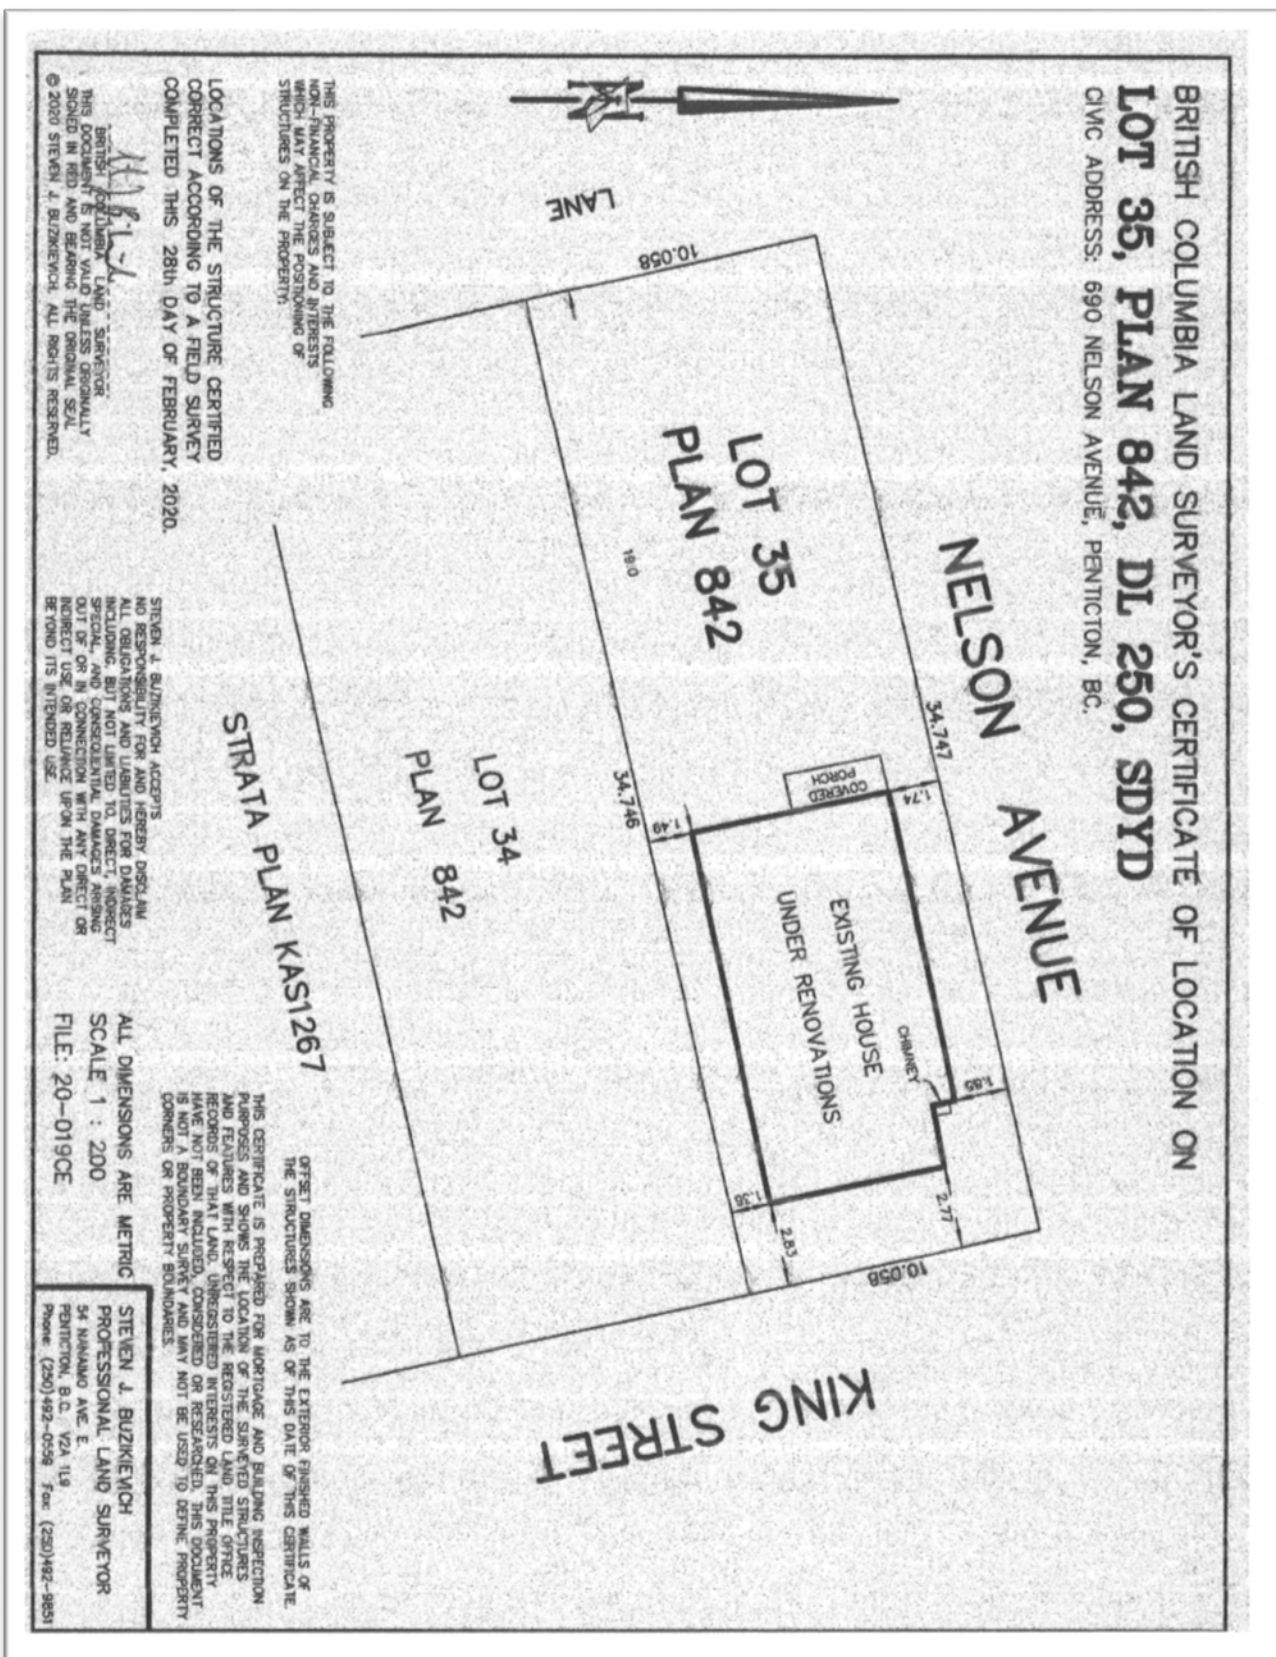 BRITISH COLUMBIA LAND SURVEYOR'S CERTIFICATE OF LOCATION ON
LOT 35, PLAN 842, DL 250, SDYD
CIVIC ADDRESS: 690 NELSON AVENUE, PENTICTON, BC.
NELSON AVENUE
LANE
10.058
34.747
LOT 35
PLAN 842
19.0
COVERED
PORCH
1.74
34.746
1.49
EXISTING HOUSE
UNDER RENOVATIONS
CHIMNEY
1.85
1.36
2.83
2.77
10.058
KING STREET
LOT 34
PLAN 842
STRATA PLAN KAS1267
THIS PROPERTY IS SUBJECT TO THE FOLLOWING
NON-FINANCIAL CHARGES AND INTERESTS
WHICH MAY AFFECT THE POSITIONING OF
STRUCTURES ON THE PROPERTY:
LOCATIONS OF THE STRUCTURE CERTIFIED
CORRECT ACCORDING TO A FIELD SURVEY
COMPLETED THIS 28th DAY OF FEBRUARY, 2020.
BRITISH COLUMBIA LAND SURVEYOR
THIS DOCUMENT IS NOT VALID UNLESS ORIGINALLY
SIGNED IN RED AND BEARING THE ORIGINAL SEAL
© 2020 STEVEN J. BUZIKIEVICH. ALL RIGHTS RESERVED.
STEVEN J. BUZIKIEVICH ACCEPTS
NO RESPONSIBILITY FOR AND HEREBY DISCLAIM
ALL OBLIGATIONS AND LIABILITIES FOR DAMAGES
INCLUDING, BUT NOT LIMITED TO, DIRECT, INDIRECT
SPECIAL, AND CONSEQUENTIAL DAMAGES ARISING
OUT OF OR IN CONNECTION WITH ANY DIRECT OR
INDIRECT USE OR RELIANCE UPON THE PLAN
BEYOND ITS INTENDED USE.
OFFSET DIMENSIONS ARE TO THE EXTERIOR FINISHED WALLS OF
THE STRUCTURES SHOWN AS OF THIS DATE OF THIS CERTIFICATE.
THIS CERTIFICATE IS PREPARED FOR MORTGAGE AND BUILDING INSPECTION
PURPOSES AND SHOWS THE LOCATION OF THE SURVEYED STRUCTURES
AND FEATURES WITH RESPECT TO THE REGISTERED LAND TITLE OFFICE
RECORDS OF THAT LAND. UNREGISTERED INTERESTS ON THIS PROPERTY
HAVE NOT BEEN INCLUDED, CONSIDERED OR RESEARCHED. THIS DOCUMENT
IS NOT A BOUNDARY SURVEY AND MAY NOT BE USED TO DEFINE PROPERTY
CORNERS OR PROPERTY BOUNDARIES.
ALL DIMENSIONS ARE METRIC
SCALE 1 : 200
FILE: 20-019CE
STEVEN J. BUZIKIEVICH
PROFESSIONAL LAND SURVEYOR
54 NANAIMO AVE. E.
PENTICTON, B.C. V2A 1L9
Phone: (250)492-0559 Fax: (250)492-9851